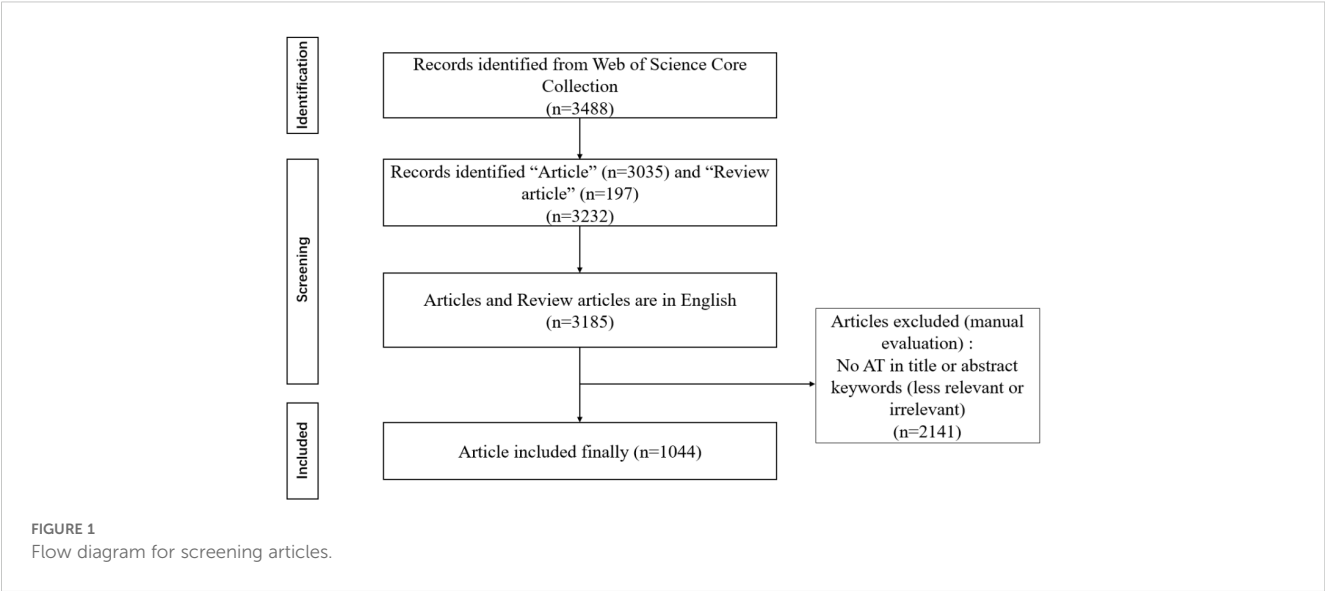 Identification
Records identified from Web of Science Core
Collection
(n=3488)
Screening
Records identified “Article” (n=3035) and “Review
article” (n=197)
(n=3232)
Articles and Review articles are in English
(n=3185)
Articles excluded (manual
evaluation) :
No AT in title or abstract
keywords (less relevant or
irrelevant)
(n=2141)
Included
Article included finally (n=1044)
FIGURE 1
Flow diagram for screening articles.